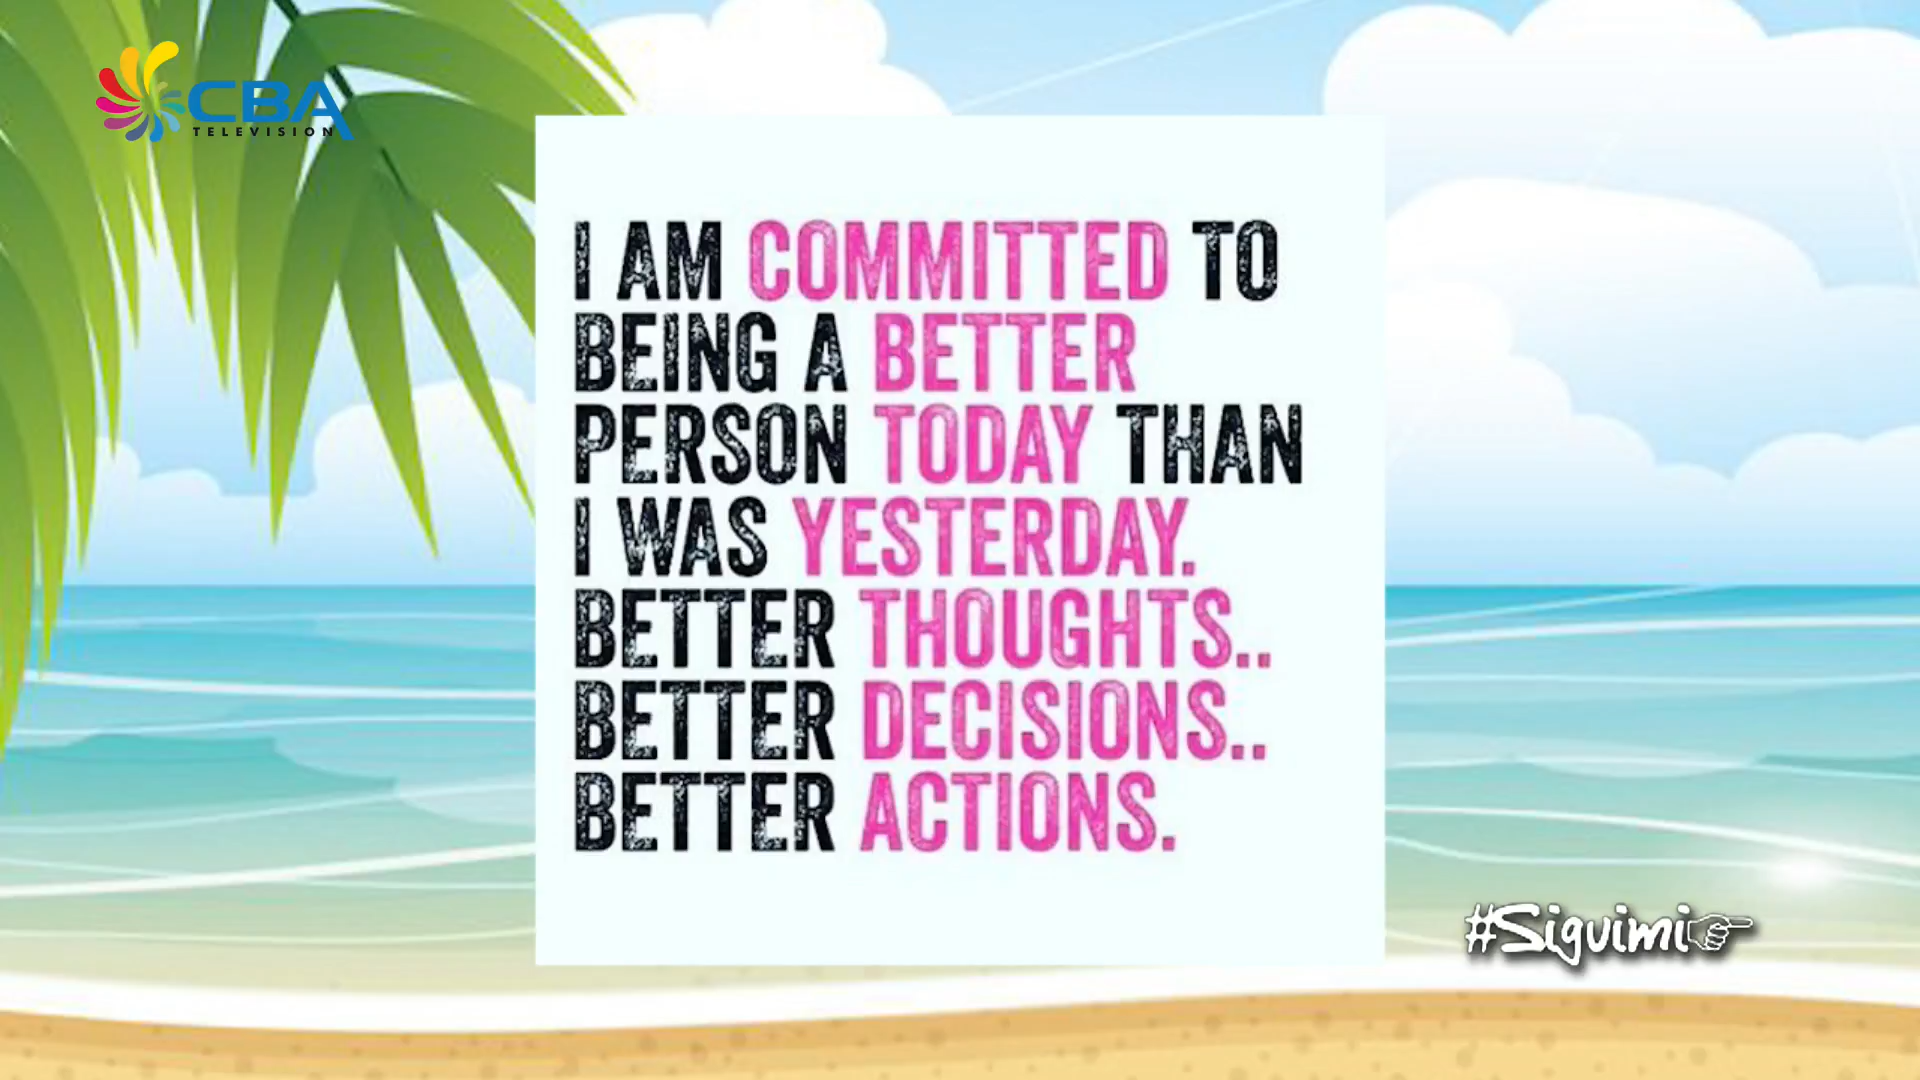 CBA
TELEVISION
I AM COMMITTED TO
BEING A BETTER
PERSON TODAY THAN
I WAS YESTERDAY.
BETTER THOUGHTS..
BETTER DECISIONS..
BETTER ACTIONS.
#Siguimi